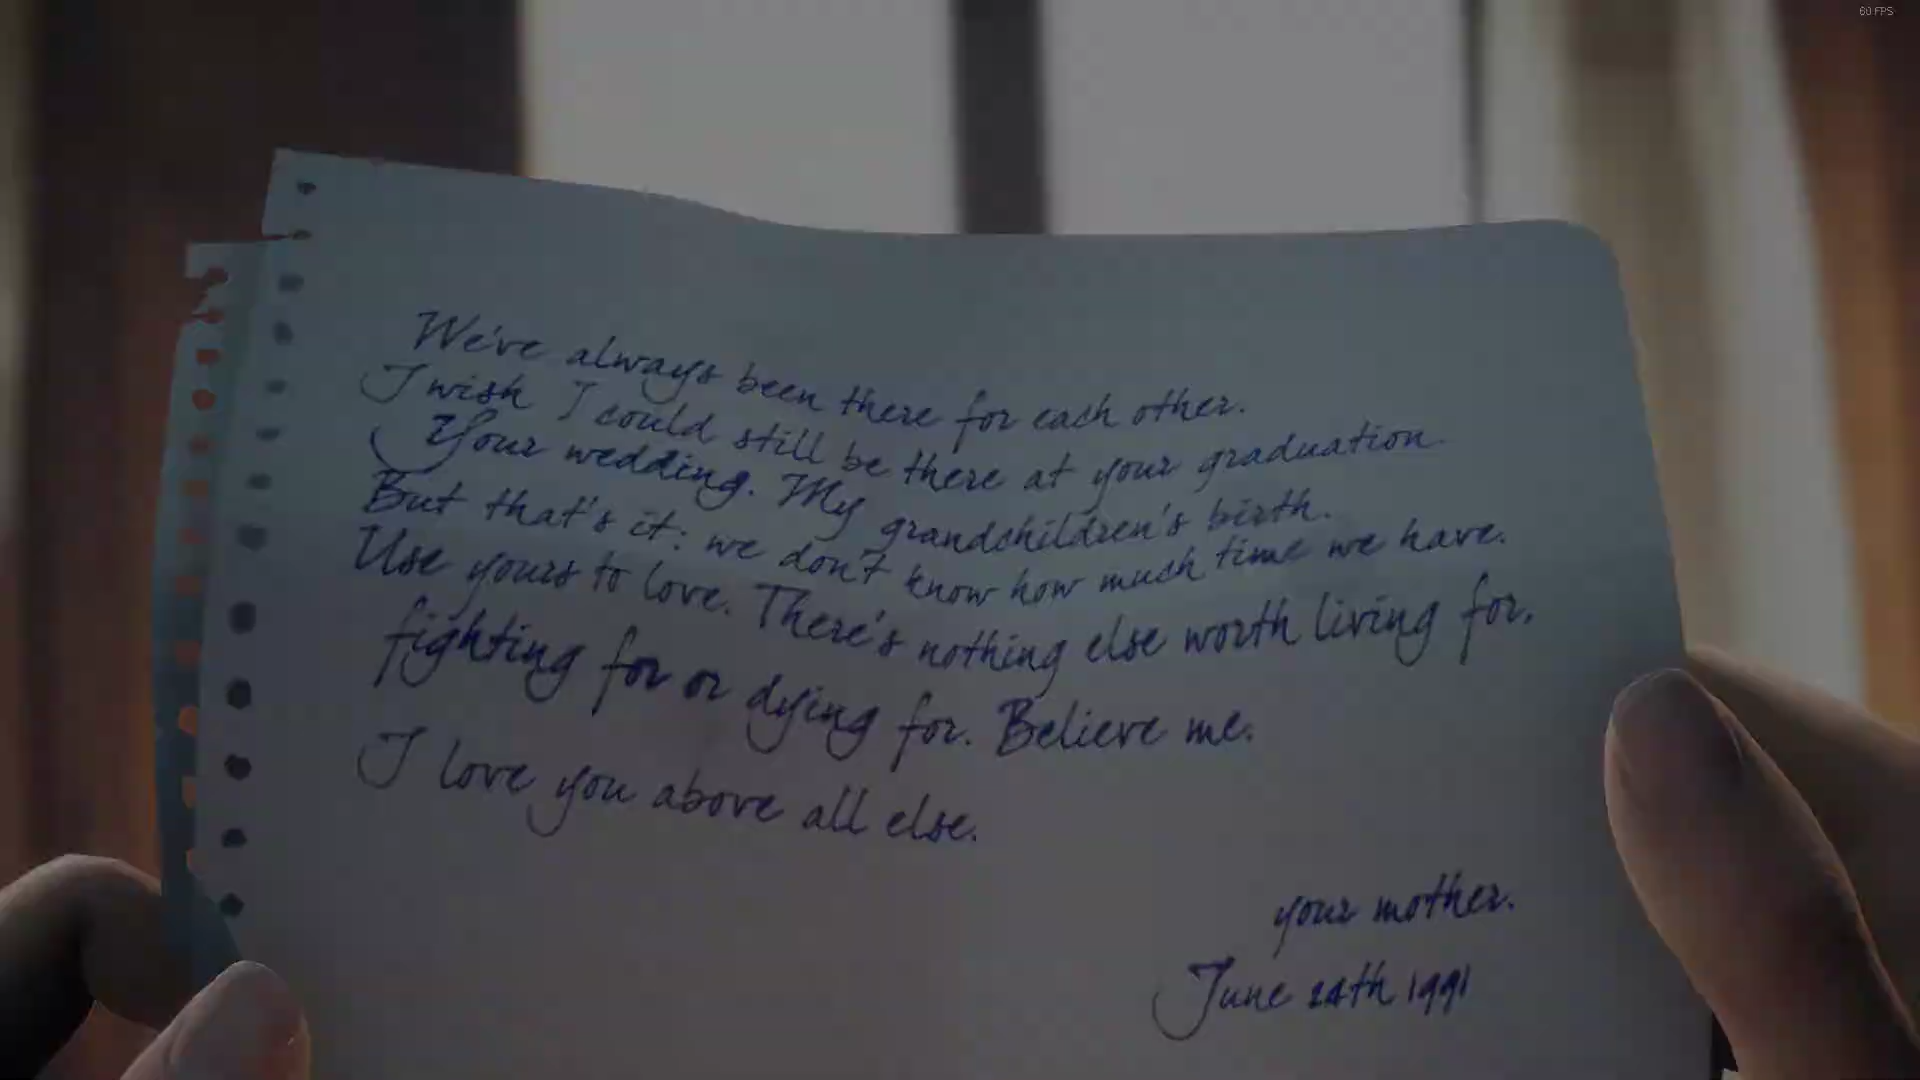 60 FPS
We've always been there for each other.
I wish I could still be there at your graduation.
Your wedding. My grandchildren's birth.
But that's it: we don't know how much time we have.
Use yours to love. There's nothing else worth living for,
fighting for or dying for. Believe me.
I love you above all else.
your mother.
June 24th 1991